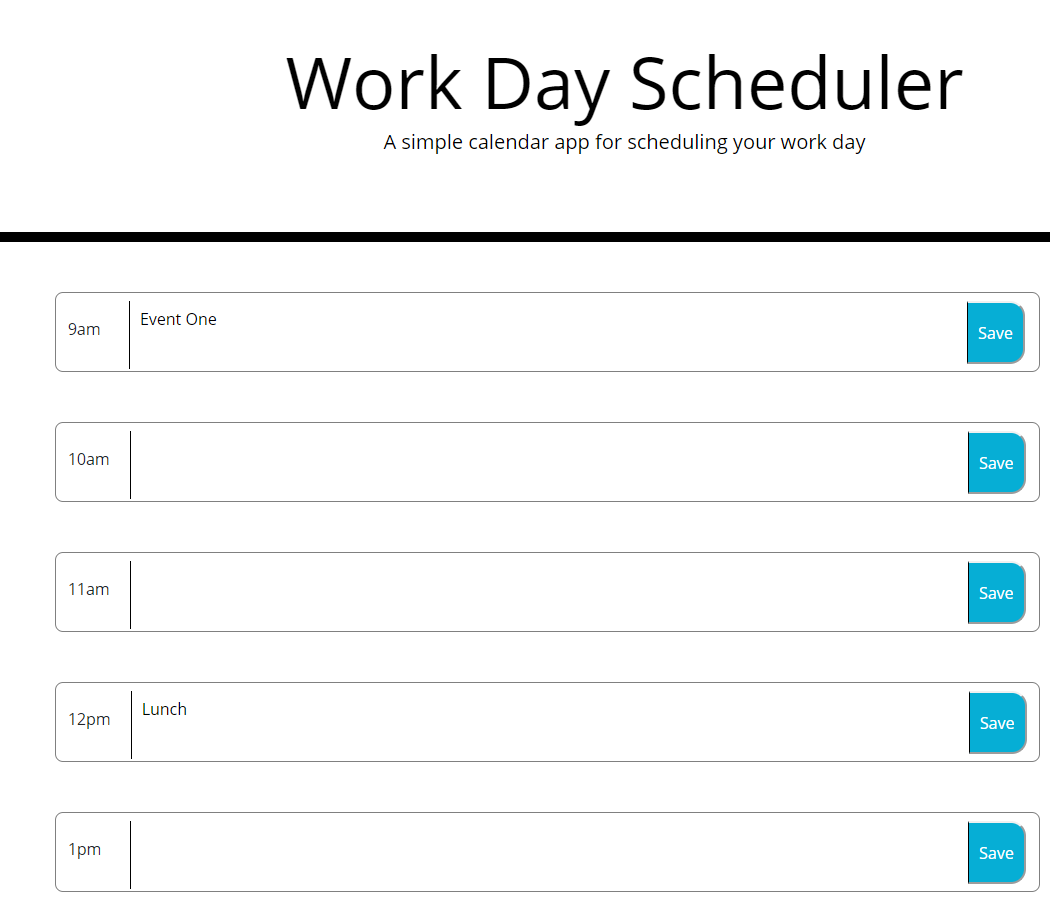 Work Day Scheduler
A simple calendar app for scheduling your work day
9am Event One Save
10am Save
11am Save
12pm Lunch Save
1pm Save